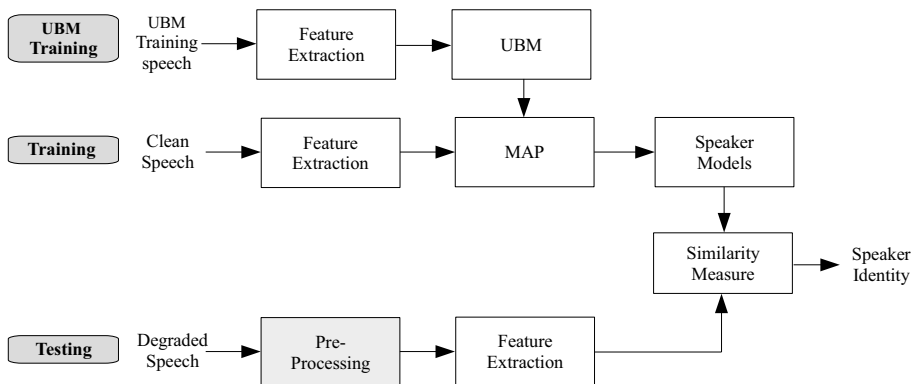 UBM
Training
UBM
Training
speech
Feature
Extraction
UBM
Training
Clean
Speech
Feature
Extraction
MAP
Speaker
Models
Similarity
Measure
Speaker
Identity
Testing
Degraded
Speech
Pre-
Processing
Feature
Extraction